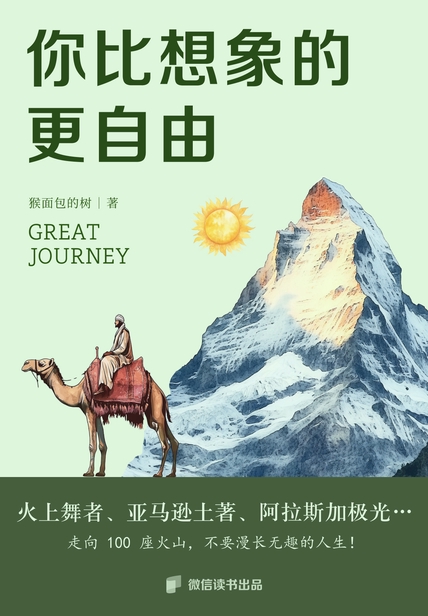 你比想象的
更自由
猴面包的树|著
GREAT
JOURNEY
火上舞者、亚马逊土著、阿拉斯加极光…
走向 100 座火山,不要漫长无趣的人生!
微信读书出品